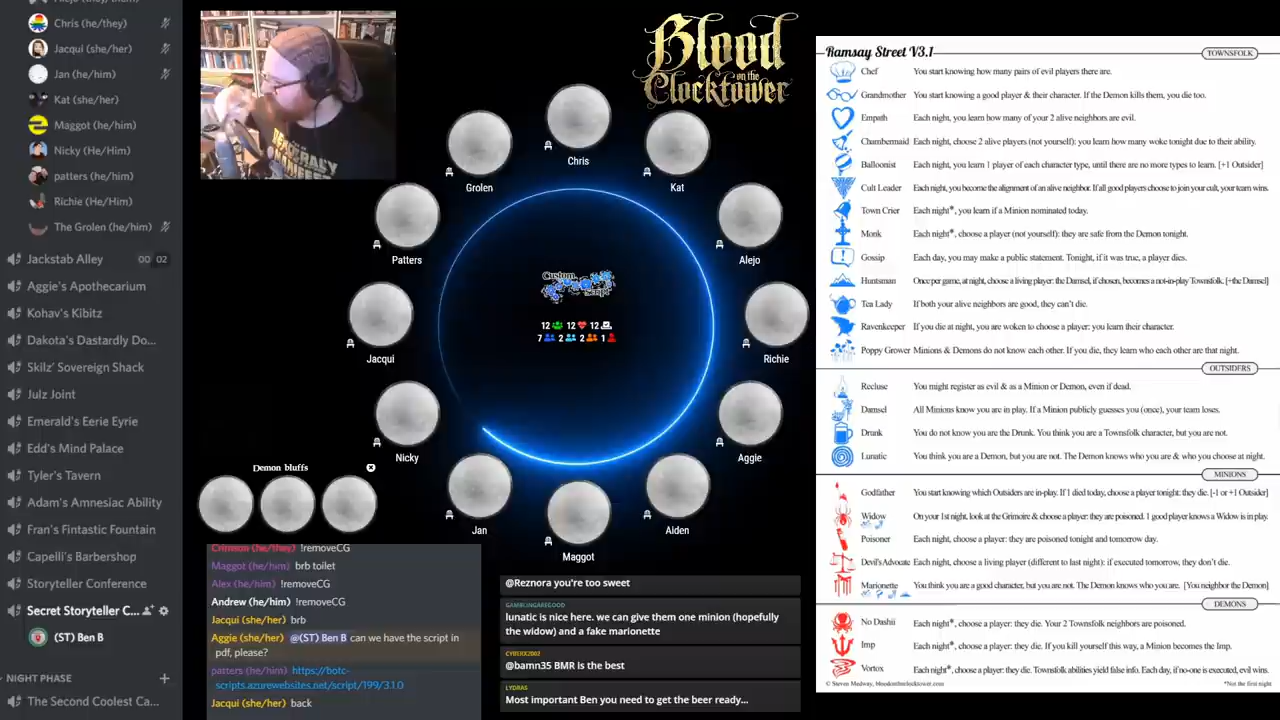 Chris (they/them)
Jacqui (she/her)
Jan (he/him)
Kat (she/her)
Maggot (he/him)
Nicky (He/Him)
patters (he/him)
Richie (he/him)
The Grolen (he/him)
Jackstab Alley 00 02
Aggie's Apothecarium
Kohav's Kibitz
Dakota's Dastardly Do...
Skilz' Sovereign Shack
Julz Joint
Emerald's Eerie Eyrie
Edd's Mind Palace
Tyler's Tavern
Adam's Amnesiac Ability
Fran's Fintastic Fountain
Capelli's Barbershop
Storyteller Conference
Secret Storyteller C...
(ST) Ben B
NIGHT PHASE
The Second Coolest Ca...
Blood
on the
Clocktower
Chris
Grolen
Kat
Patters
Alejo
Jacqui
Richie
Nicky
Aggie
Jan
Aiden
Maggot
Custom
Script
12 12 12
7 2 2 1
Demon bluffs
Crimson (he/they) !removeCG
Maggot (he/him) brb toilet
Alex (he/him) !removeCG
Andrew (he/him) !removeCG
Jacqui (she/her) brb
Aggie (she/her) @(ST) Ben B can we have the script in
pdf, please?
patters (he/him) https://botc-
scripts.azurewebsites.net/script/199/3.1.0
Jacqui (she/her) back
@Reznora you're too sweet
GAMBLINGAREGOOD
lunatic is nice here. we can give them one minion (hopefully
the widow) and a fake marionette
@bamn35 BMR is the best
LYDRAS
Most important Ben you need to get the beer ready...
Ramsay Street V3.1
TOWNSFOLK
Chef You start knowing how many pairs of evil players there are.
Grandmother You start knowing a good player & their character. If the Demon kills them, you die too.
Empath Each night, you learn how many of your 2 alive neighbors are evil.
Chambermaid Each night, choose 2 alive players (not yourself): you learn how many woke tonight due to their ability.
Balloonist Each night, you learn 1 player of each character type, until there are no more types to learn. [+1 Outsider]
Cult Leader Each night, you become the alignment of an alive neighbor. If all good players choose to join your cult, your team wins.
Town Crier Each night*, you learn if a Minion nominated today.
Monk Each night*, choose a player (not yourself): they are safe from the Demon tonight.
Gossip Each day, you may make a public statement. Tonight, if it was true, a player dies.
Huntsman Once per game, at night, choose a living player: the Damsel, if chosen, becomes a not-in-play Townsfolk. [+the Damsel]
Tea Lady If both your alive neighbors are good, they can't die.
Ravenkeeper If you die at night, you are woken to choose a player: you learn their character.
Poppy Grower Minions & Demons do not know each other. If you die, they learn who each other are that night.
OUTSIDERS
Recluse You might register as evil & as a Minion or Demon, even if dead.
Damsel All Minions know you are in play. If a Minion publicly guesses you (once), your team loses.
Drunk You do not know you are the Drunk. You think you are a Townsfolk character, but you are not.
Lunatic You think you are a Demon, but you are not. The Demon knows who you are & who you choose at night.
MINIONS
Godfather You start knowing which Outsiders are in-play. If 1 died today, choose a player tonight: they die. [-1 or +1 Outsider]
Widow On your 1st night, look at the Grimoire & choose a player: they are poisoned. 1 good player knows a Widow is in play.
Poisoner Each night, choose a player: they are poisoned tonight and tomorrow day.
Devil's Advocate Each night, choose a living player (different to last night): if executed tomorrow, they don't die.
Marionette You think you are a good character, but you are not. The Demon knows who you are. [You neighbor the Demon]
DEMONS
No Dashii Each night*, choose a player: they die. Your 2 Townsfolk neighbors are poisoned.
Imp Each night*, choose a player: they die. If you kill yourself this way, a Minion becomes the Imp.
Vortox Each night*, choose a player: they die. Townsfolk abilities yield false info. Each day, if no-one is executed, evil wins.
© Steven Medway, bloodontheclocktower.com
*Not the first night